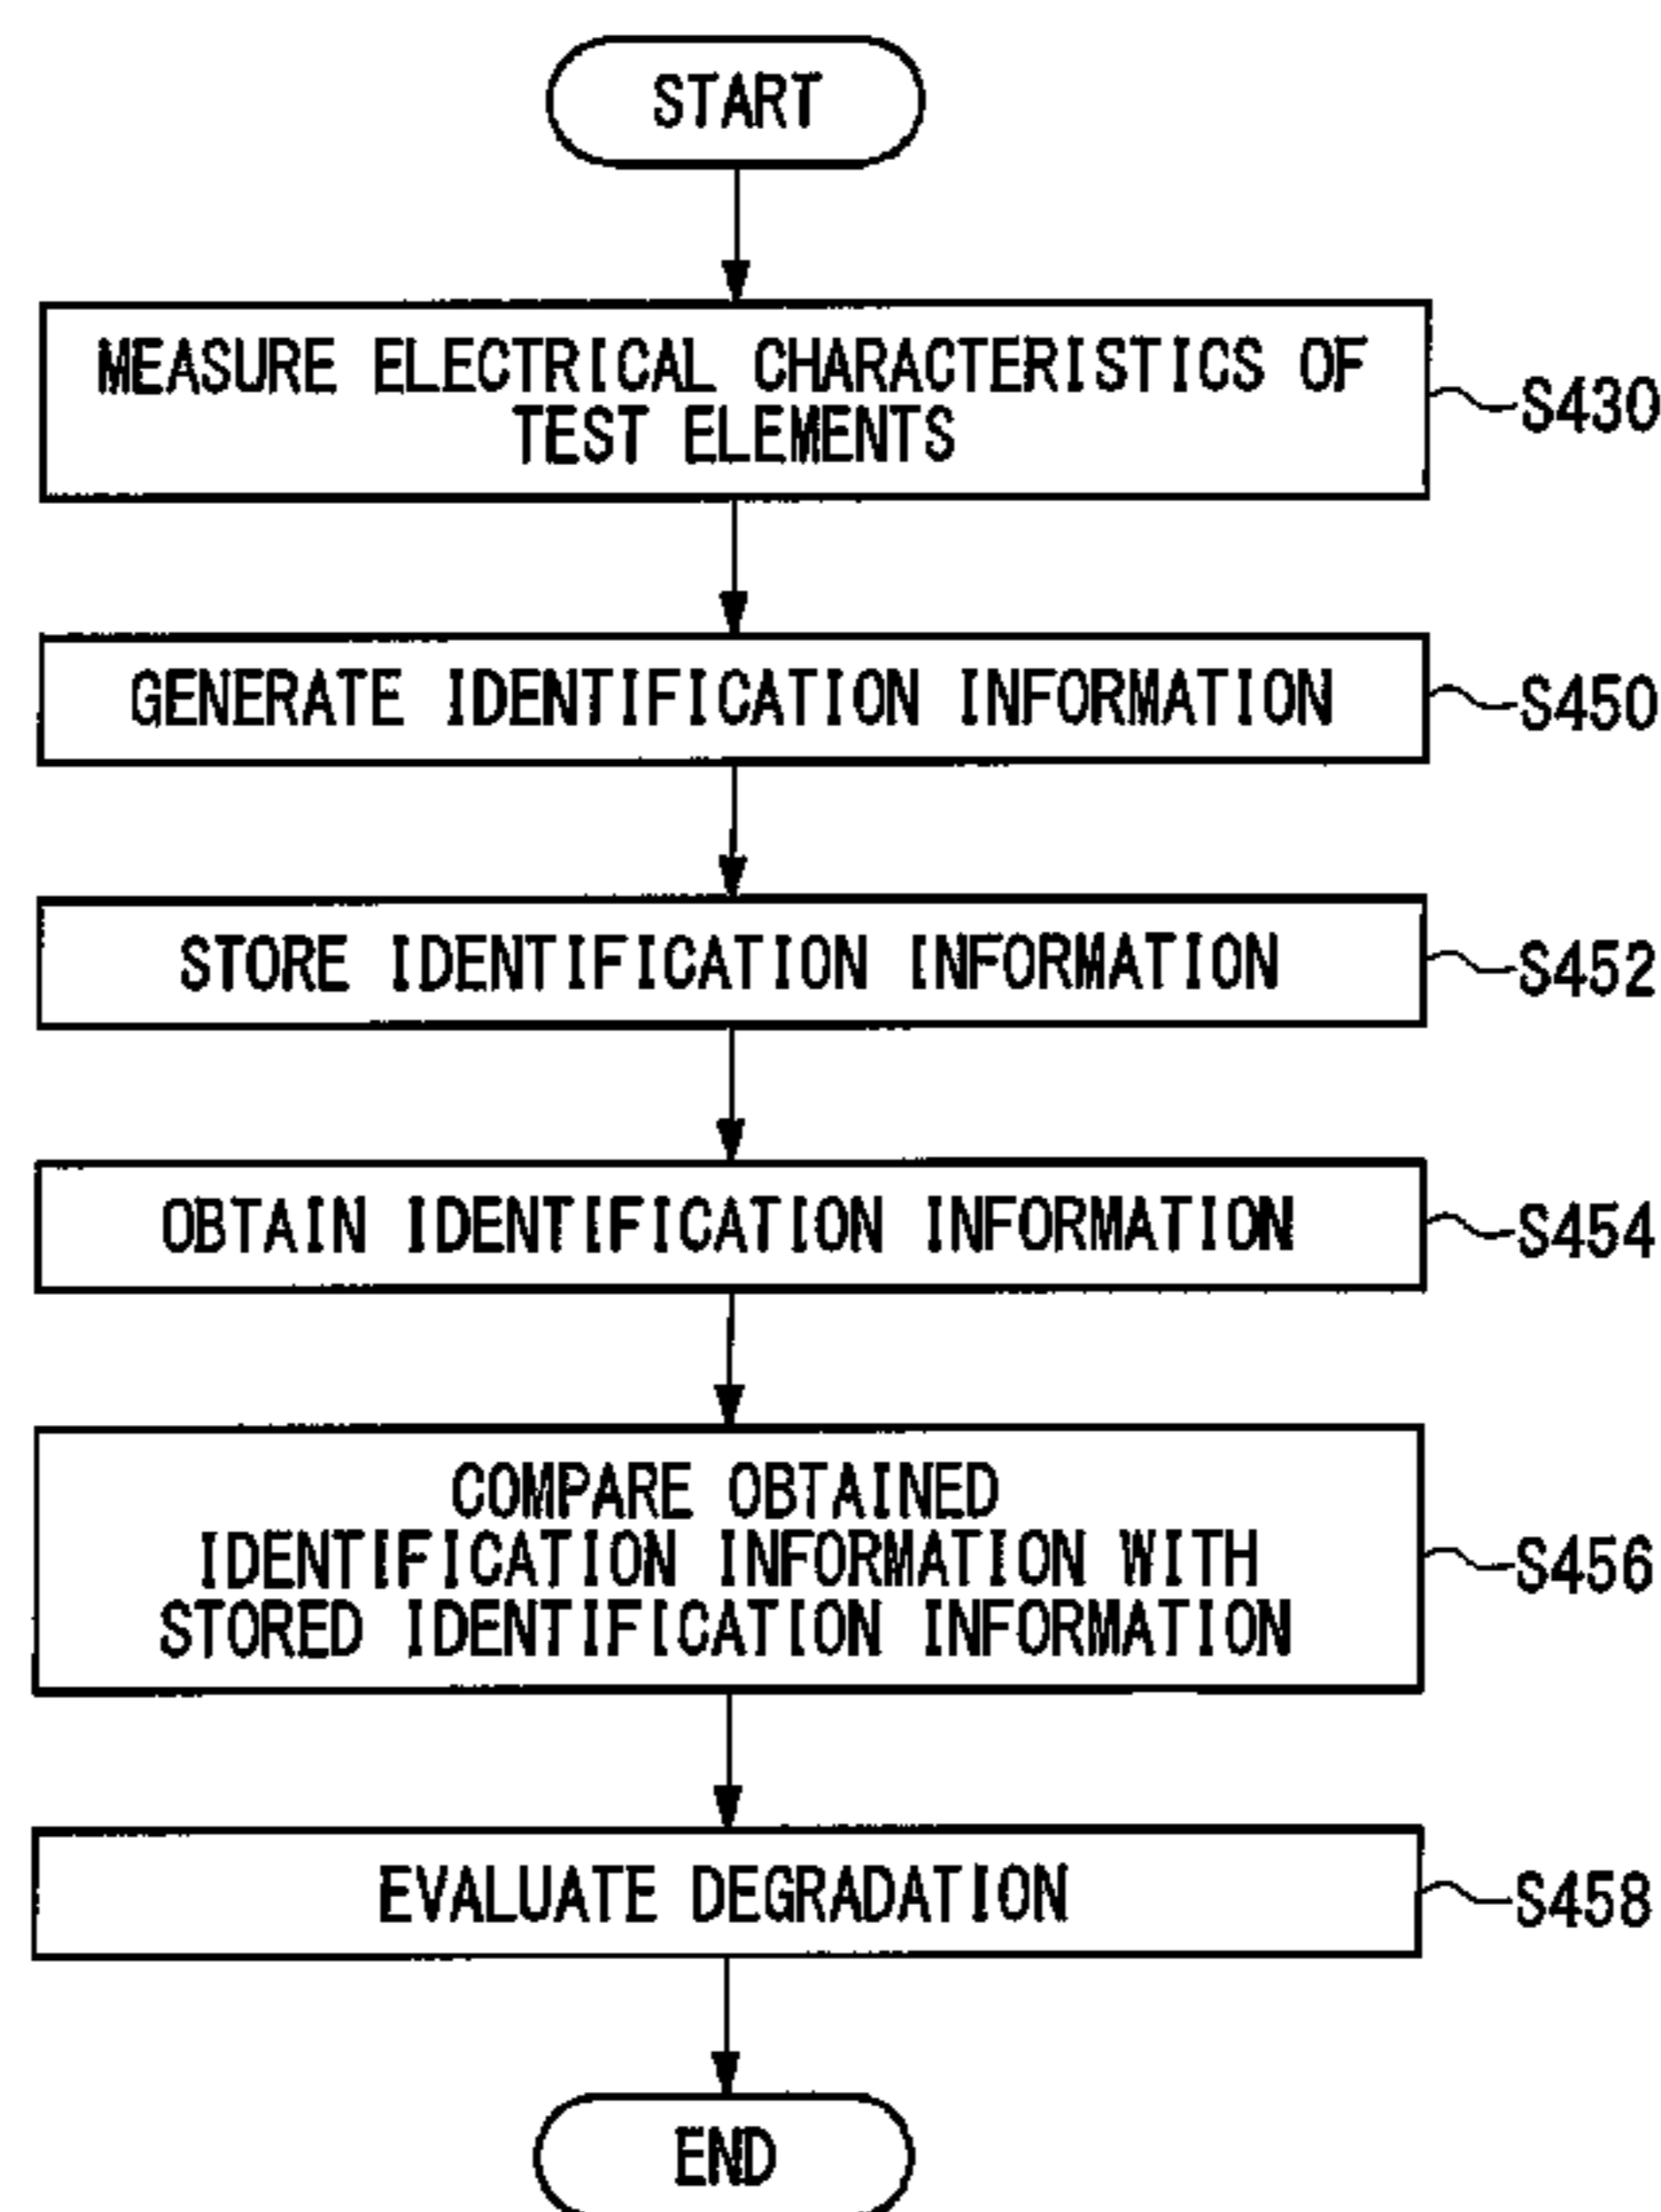 START
MEASURE ELECTRICAL CHARACTERISTICS OF
TEST ELEMENTS
S430
GENERATE IDENTIFICATION INFORMATION
S450
STORE IDENTIFICATION INFORMATION
S452
OBTAIN IDENTIFICATION INFORMATION
S454
COMPARE OBTAINED
IDENTIFICATION INFORMATION WITH
STORED IDENTIFICATION INFORMATION
S456
EVALUATE DEGRADATION
S458
END